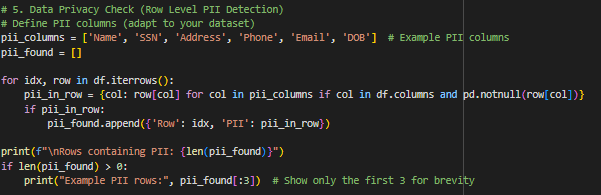 # 5. Data Privacy Check (Row Level PII Detection)
# Define PII columns (adapt to your dataset)
pii_columns = ['Name', 'SSN', 'Address', 'Phone', 'Email', 'DOB']  # Example PII columns
pii_found = []

for idx, row in df.iterrows():
    pii_in_row = {col: row[col] for col in pii_columns if col in df.columns and pd.notnull(row[col])}
    if pii_in_row:
        pii_found.append({'Row': idx, 'PII': pii_in_row})

print(f"\nRows containing PII: {len(pii_found)}")
if len(pii_found) > 0:
    print("Example PII rows:", pii_found[:3])  # Show only the first 3 for brevity